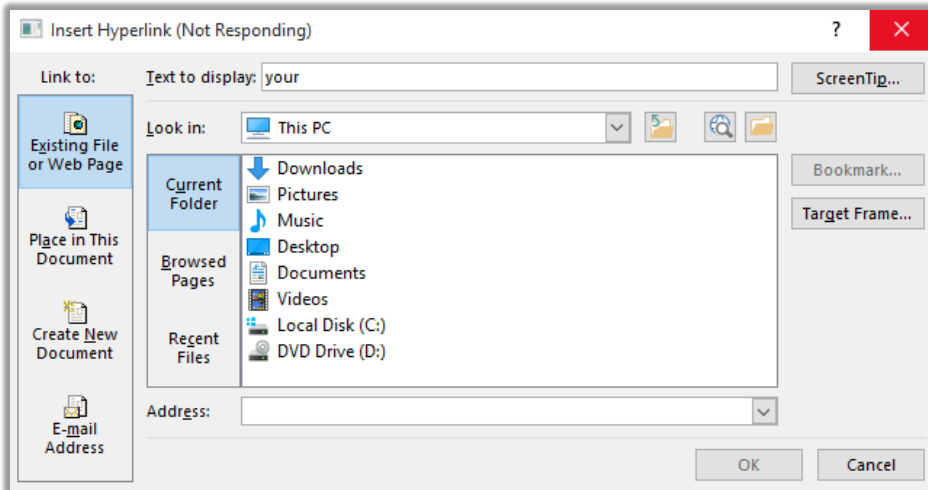 Insert Hyperlink (Not Responding)
?
Link to:
Text to display: your
ScreenTip...
Existing File
or Web Page
Look in:
This PC
Current
Folder
Downloads
Pictures
Music
Desktop
Documents
Videos
Local Disk (C:)
DVD Drive (D:)
Bookmark...
Target Frame...
Place in This
Document
Browsed
Pages
Create New
Document
Recent
Files
E-mail
Address
Address:
OK
Cancel